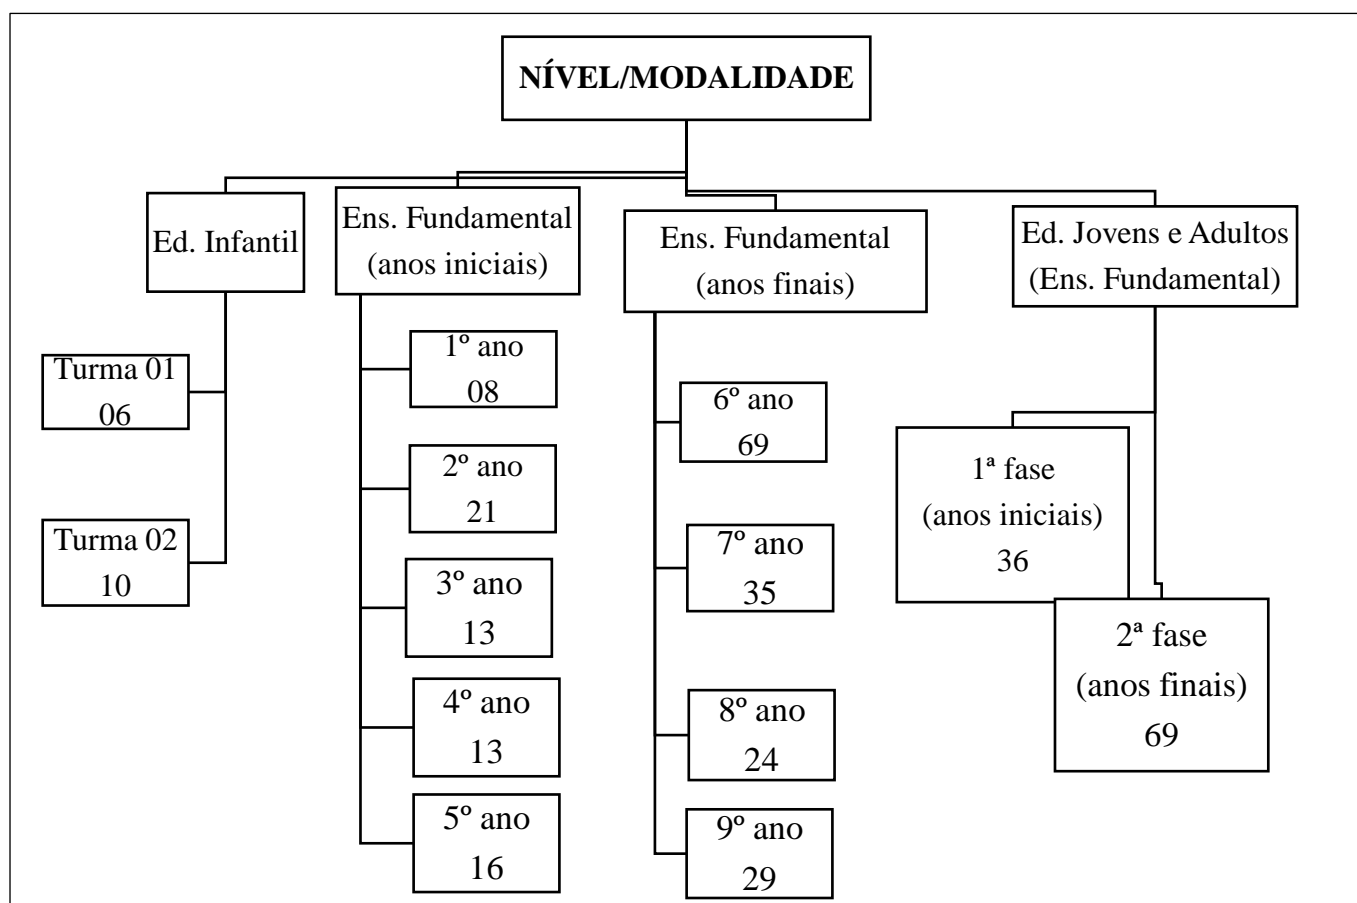 NÍVEL/MODALIDADE
Ed. Infantil
Turma 01
06
Turma 02
10
Ens. Fundamental
(anos iniciais)
1º ano
08
2º ano
21
3º ano
13
4º ano
13
5º ano
16
Ens. Fundamental
(anos finais)
6º ano
69
7º ano
35
8º ano
24
9º ano
29
Ed. Jovens e Adultos
(Ens. Fundamental)
1ª fase
(anos iniciais)
36
2ª fase
(anos finais)
69